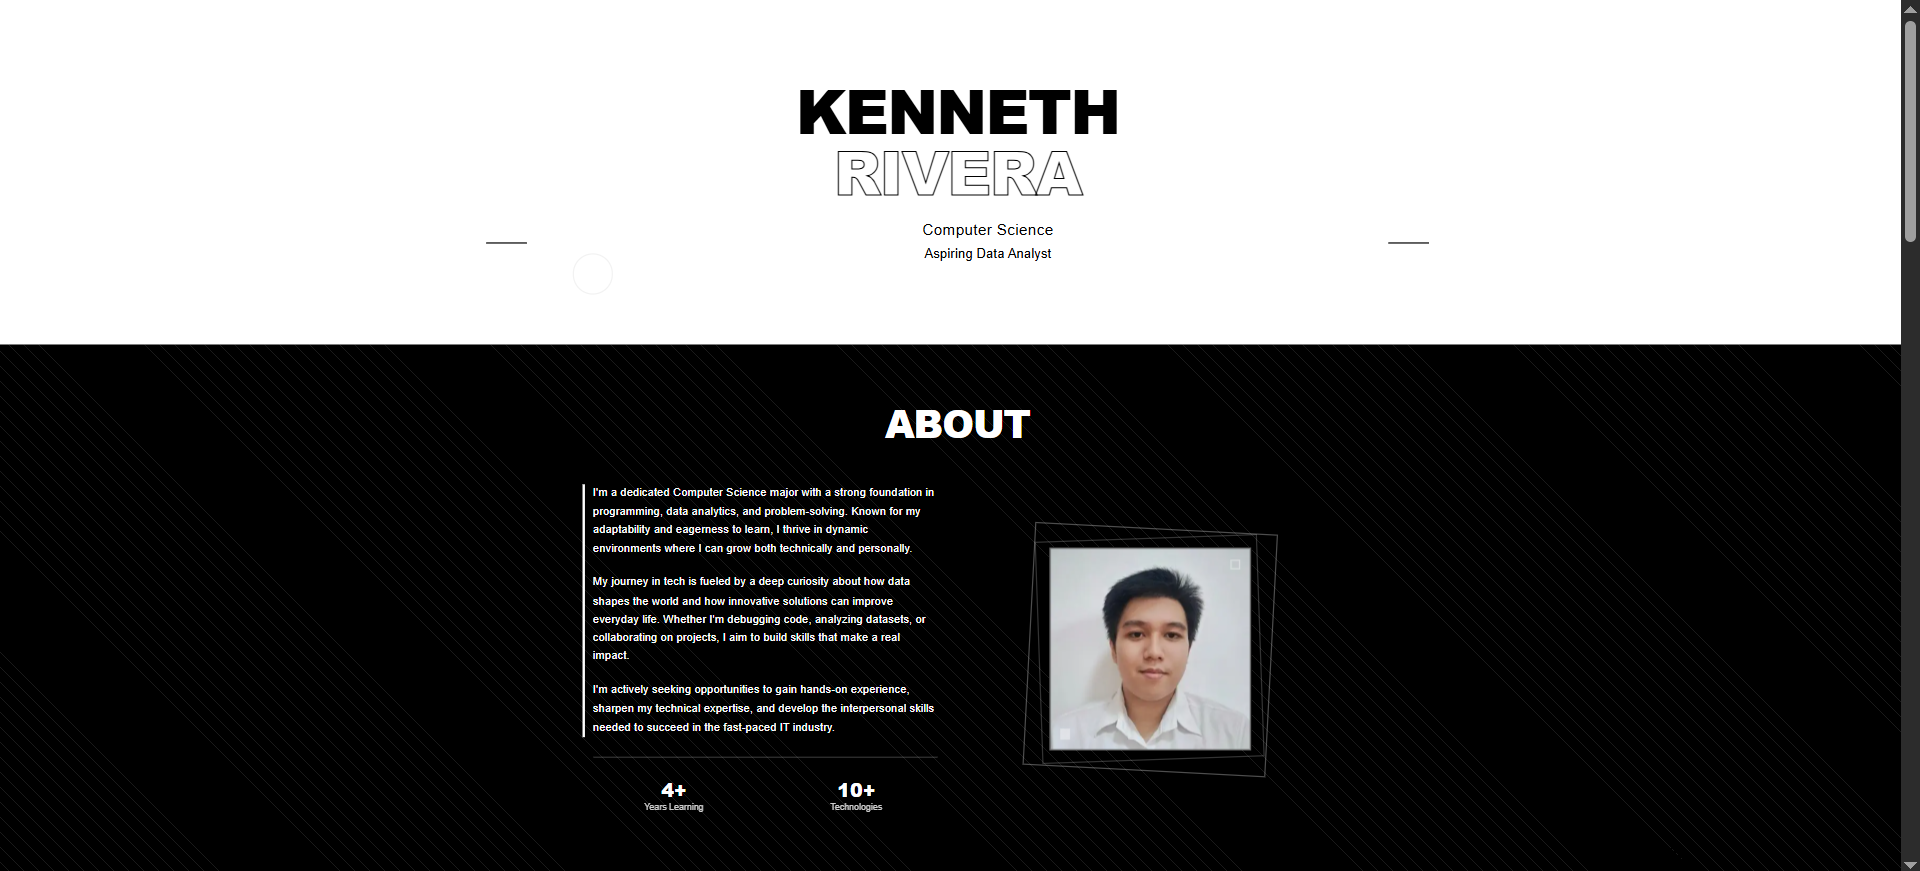 KENNETH
RIVERA
Computer Science
Aspiring Data Analyst
ABOUT
I'm a dedicated Computer Science major with a strong foundation in
programming, data analytics, and problem-solving. Known for my
adaptability and eagerness to learn, I thrive in dynamic
environments where I can grow both technically and personally.
My journey in tech is fueled by a deep curiosity about how data
shapes the world and how innovative solutions can improve
everyday life. Whether I'm debugging code, analyzing datasets, or
collaborating on projects, I aim to build skills that make a real
impact.
I'm actively seeking opportunities to gain hands-on experience,
sharpen my technical expertise, and develop the interpersonal skills
needed to succeed in the fast-paced IT industry.
4+
Years Learning
10+
Technologies